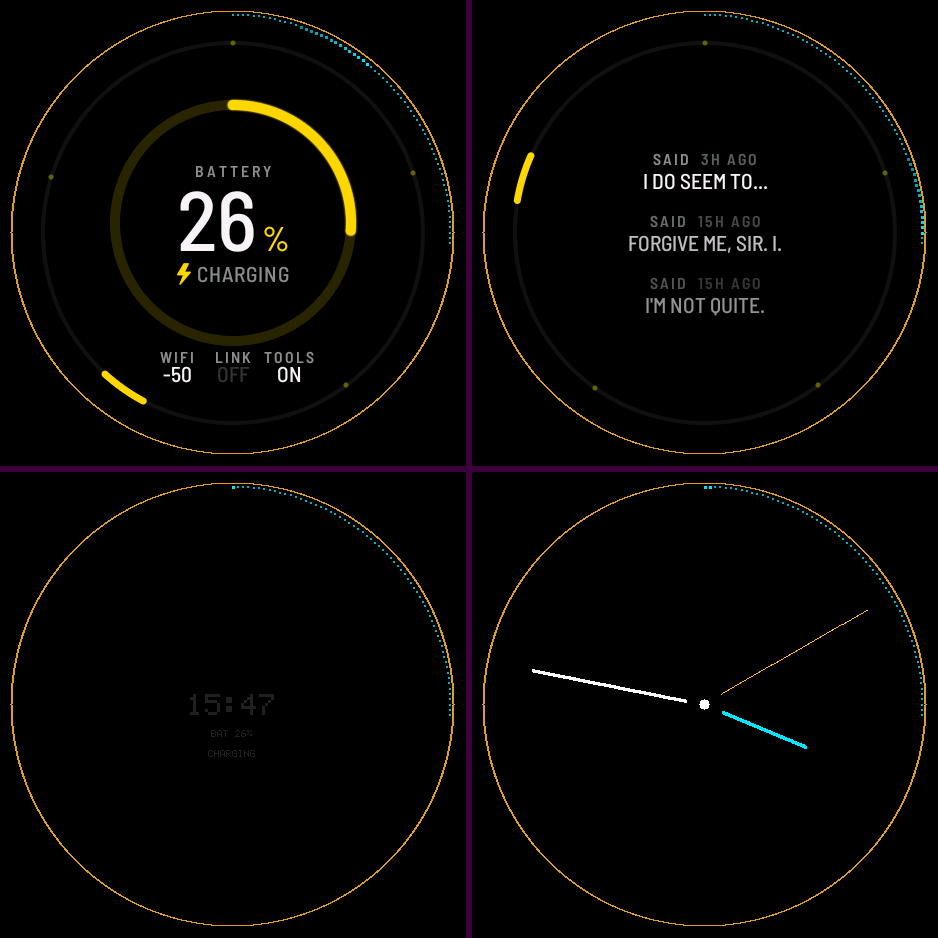 BATTERY
26 %
CHARGING
WIFI LINK TOOLS
-50 OFF ON
SAID 3H AGO
I DO SEEM TO...
SAID 15H AGO
FORGIVE ME, SIR. I.
SAID 15H AGO
I'M NOT QUITE.
15:47
BAT 26%
CHARGING